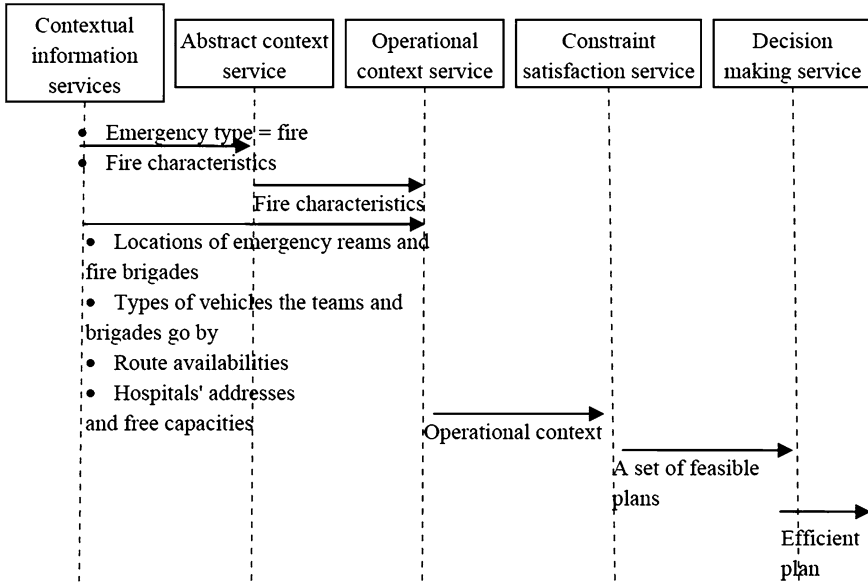 Contextual
information
services
Abstract context
service
Operational
context service
Constraint
satisfaction service
Decision
making service
• Emergency type = fire
• Fire characteristics
Fire characteristics
• Locations of emergency reams and
fire brigades
• Types of vehicles the teams and
brigades go by
• Route availabilities
• Hospitals' addresses
and free capacities
Operational context
A set of feasible
plans
Efficient
plan